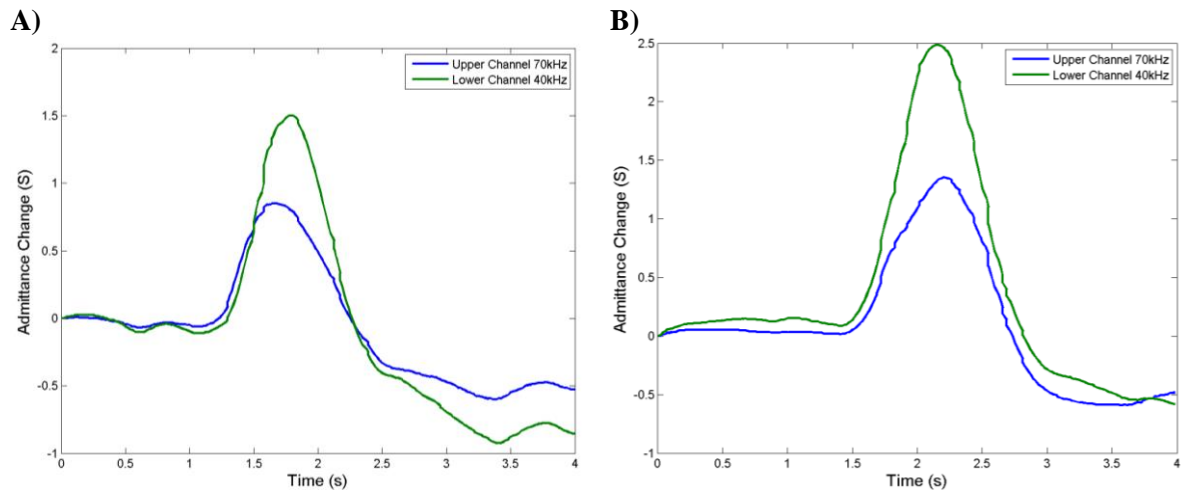 A)
2
1.5
1
0.5
0
-0.5
-1
0 0.5 1 1.5 2 2.5 3 3.5 4
Admittance Change (S)
Time (s)
Upper Channel 70kHz
Lower Channel 40kHz
B)
2.5
2
1.5
1
0.5
0
-0.5
-1
0 0.5 1 1.5 2 2.5 3 3.5 4
Admittance Change (S)
Time (s)
Upper Channel 70kHz
Lower Channel 40kHz